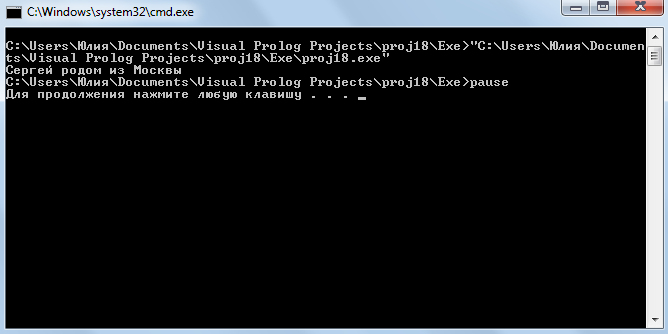 C:\Windows\system32\cmd.exe
C:\Users\Юлия\Documents\Visual Prolog Projects\proj18\Exe>"C:\Users\Юлия\Documen
ts\Visual Prolog Projects\proj18\Exe\proj18.exe"
Сергей родом из Москвы
C:\Users\Юлия\Documents\Visual Prolog Projects\proj18\Exe>pause
Для продолжения нажмите любую клавишу . . .